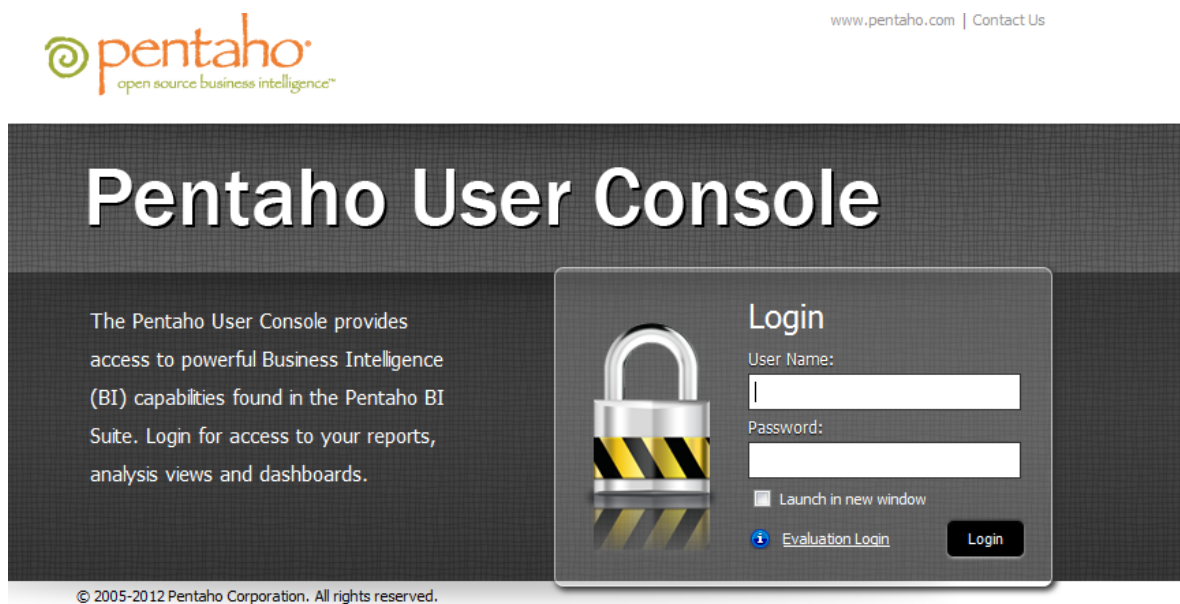 pentaho®
open source business intelligence™
www.pentaho.com | Contact Us
Pentaho User Console
The Pentaho User Console provides
access to powerful Business Intelligence
(BI) capabilities found in the Pentaho BI
Suite. Login for access to your reports,
analysis views and dashboards.
Login
User Name:
Password:
Launch in new window
Evaluation Login
Login
© 2005-2012 Pentaho Corporation. All rights reserved.